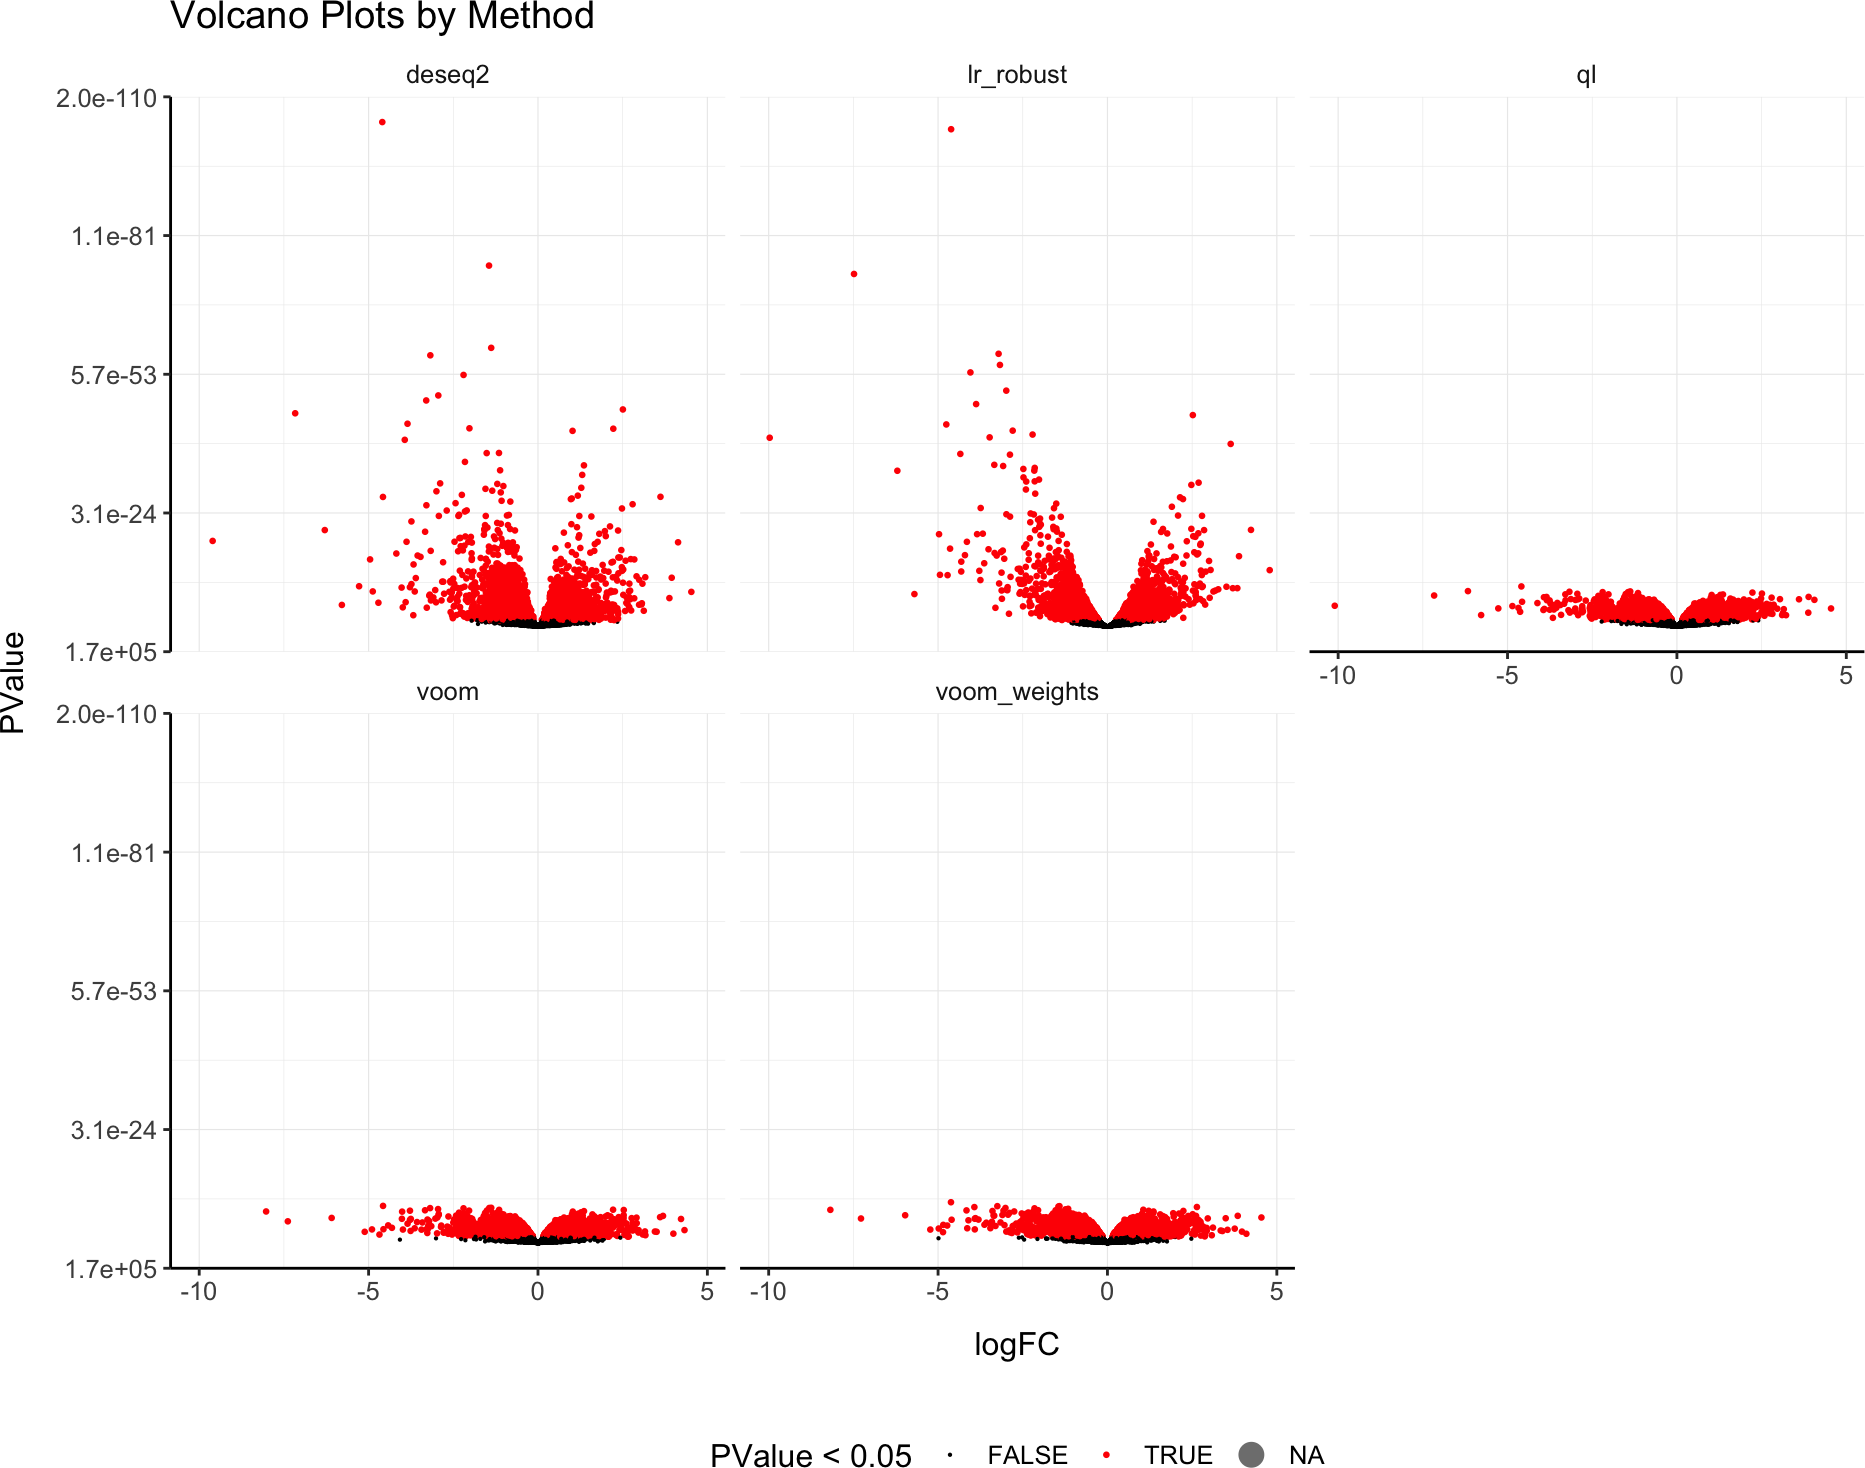 Volcano Plots by Method
deseq2
lr_robust
ql
2.0e-110
1.1e-81
5.7e-53
3.1e-24
1.7e+05
-10 -5 0 5
voom
voom_weights
2.0e-110
1.1e-81
5.7e-53
3.1e-24
1.7e+05
-10 -5 0 5
-10 -5 0 5
PValue
logFC
PValue < 0.05 FALSE TRUE NA